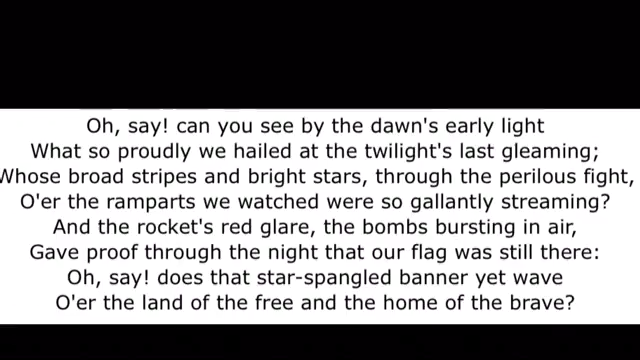 Oh, say! can you see by the dawn's early light
What so proudly we hailed at the twilight's last gleaming;
Whose broad stripes and bright stars, through the perilous fight,
O'er the ramparts we watched were so gallantly streaming?
And the rocket's red glare, the bombs bursting in air,
Gave proof through the night that our flag was still there:
Oh, say! does that star-spangled banner yet wave
O'er the land of the free and the home of the brave?